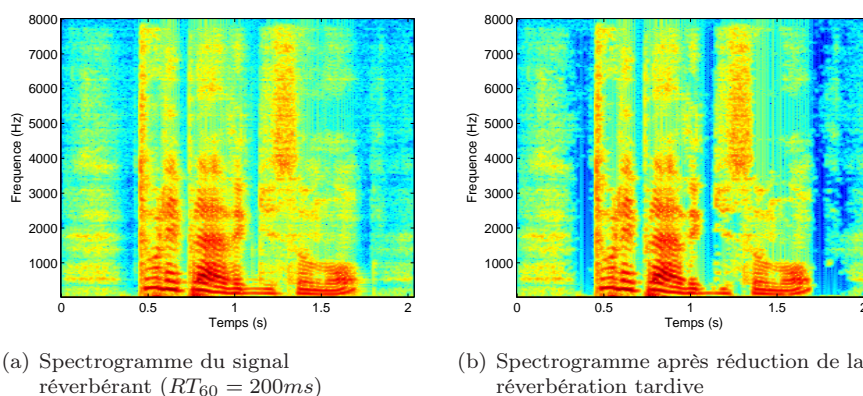 8000
7000
6000
5000
4000
3000
2000
1000
Frequence (Hz)
0 0.5 1 1.5 2
Temps (s)
(a) Spectrogramme du signal
réverbérant (RT60 = 200ms)
8000
7000
6000
5000
4000
3000
2000
1000
Frequence (Hz)
0 0.5 1 1.5 2
Temps (s)
(b) Spectrogramme après réduction de la
réverbération tardive